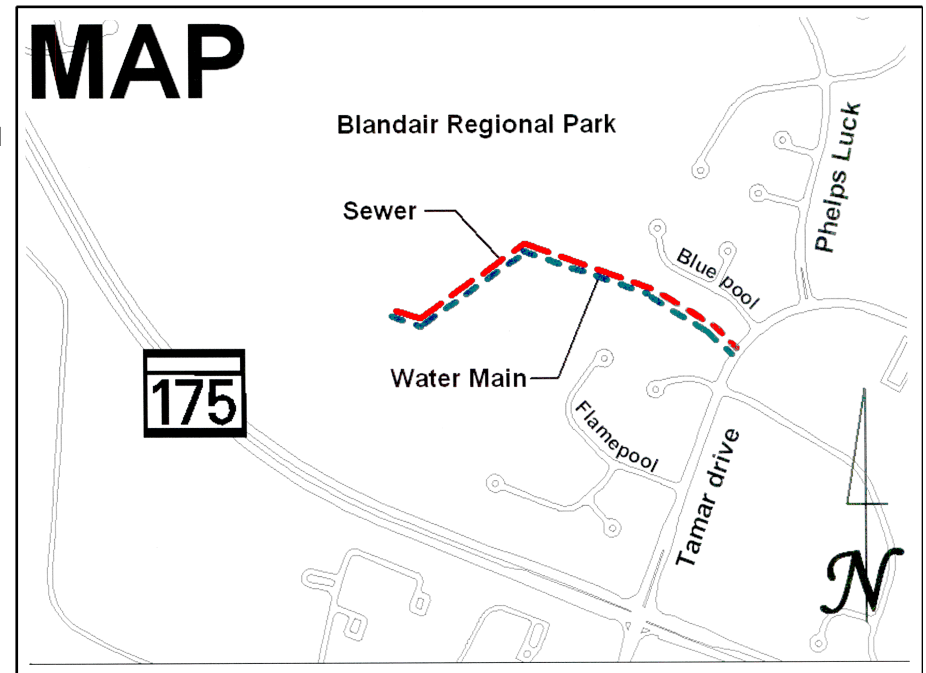 MAP
Blandair Regional Park
Phelps Luck
Sewer
Blue pool
Water Main
175
Flamepool
Tamar drive
N